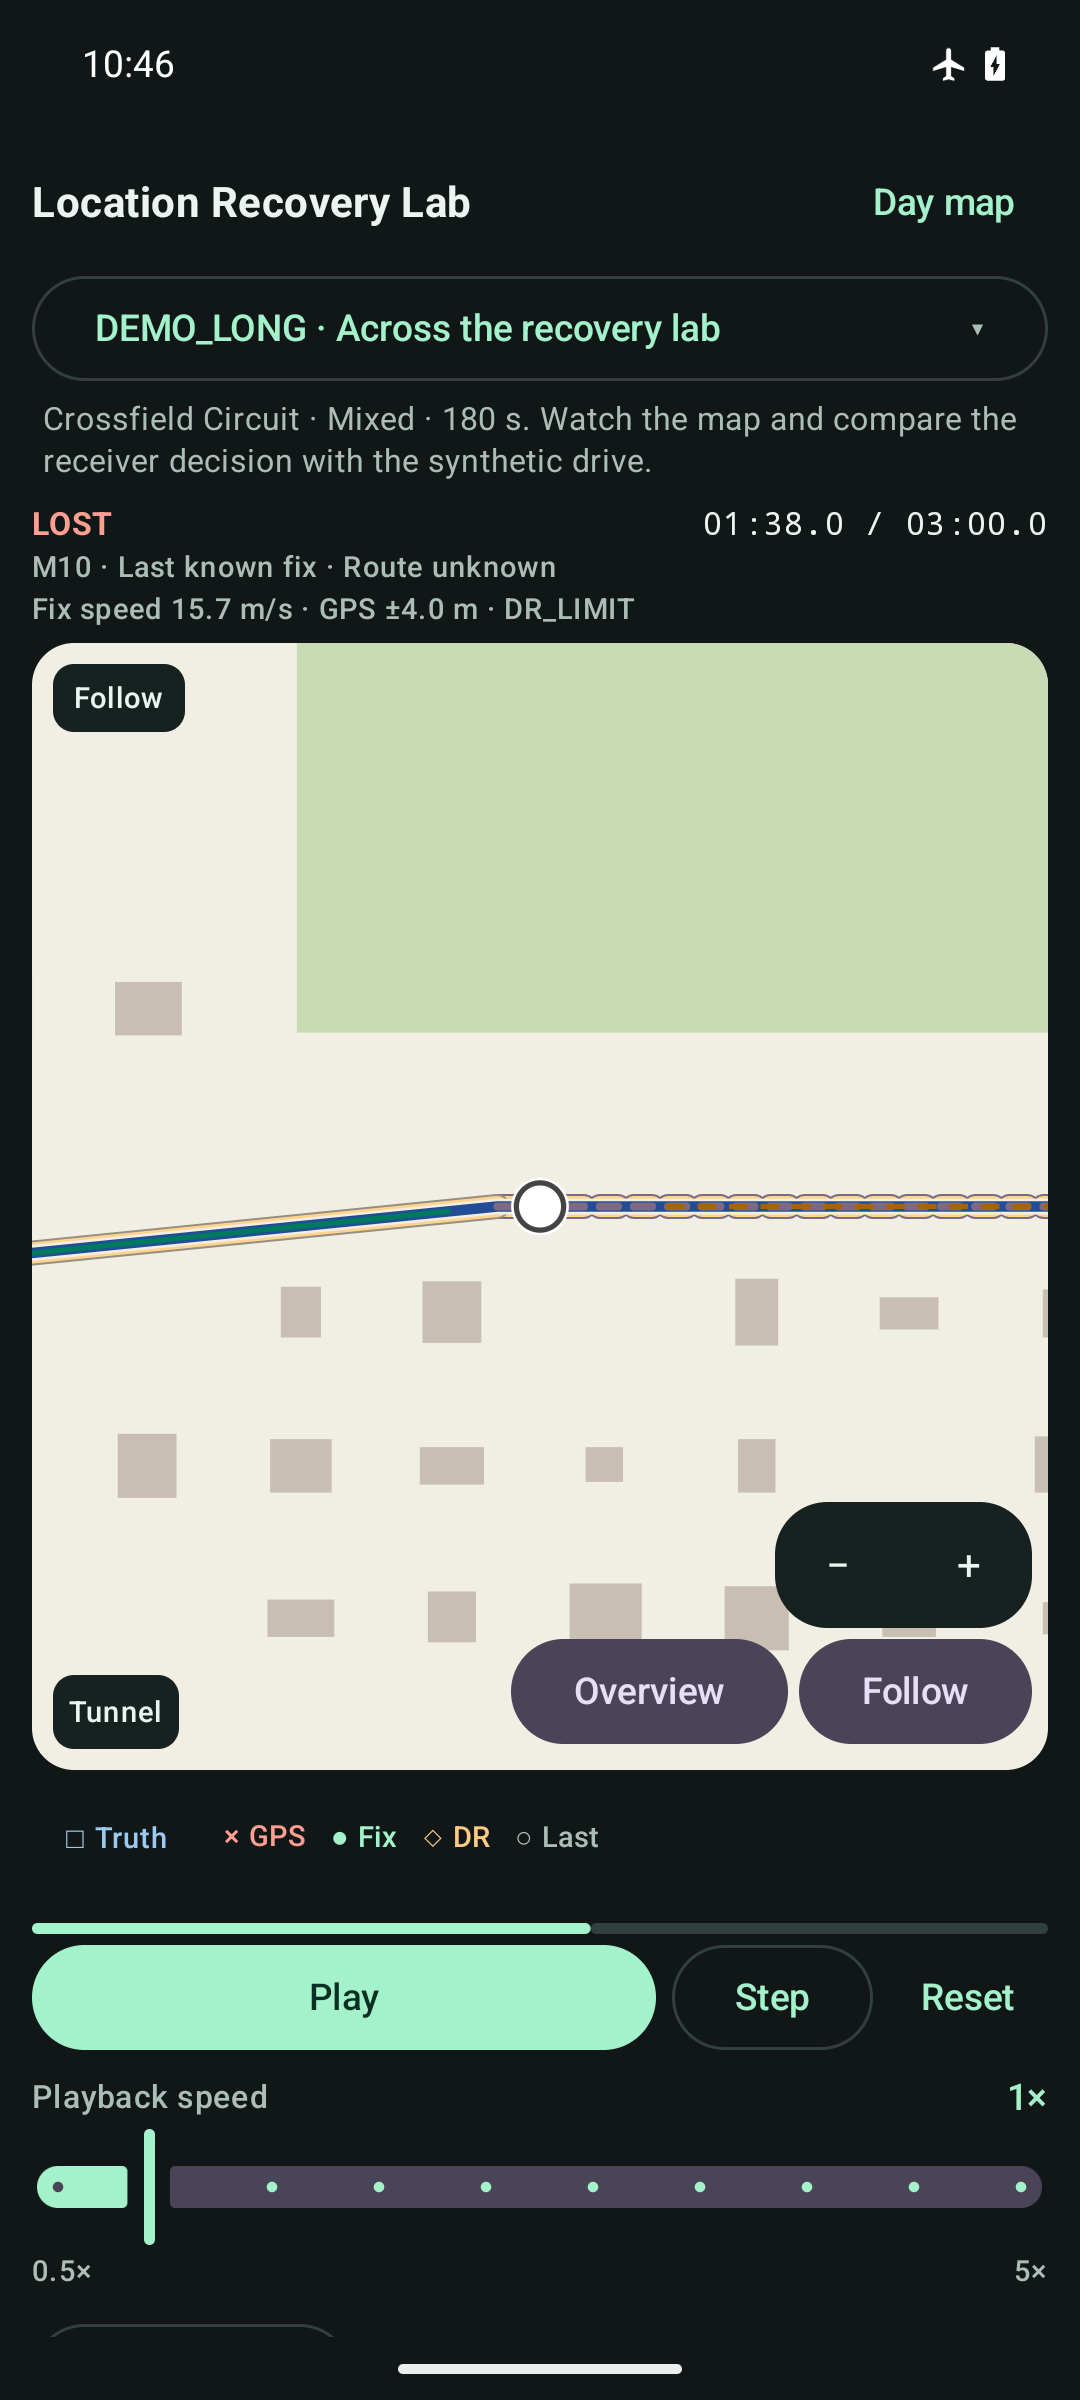 10:46
Location Recovery Lab
Day map
DEMO_LONG · Across the recovery lab
Crossfield Circuit · Mixed · 180 s. Watch the map and compare the
receiver decision with the synthetic drive.
LOST
01:38.0 / 03:00.0
M10 · Last known fix · Route unknown
Fix speed 15.7 m/s · GPS ±4.0 m · DR_LIMIT
Follow
− +
Overview
Follow
Tunnel
□ Truth × GPS ● Fix ◇ DR ○ Last
Play
Step
Reset
Playback speed
1×
0.5×
5×